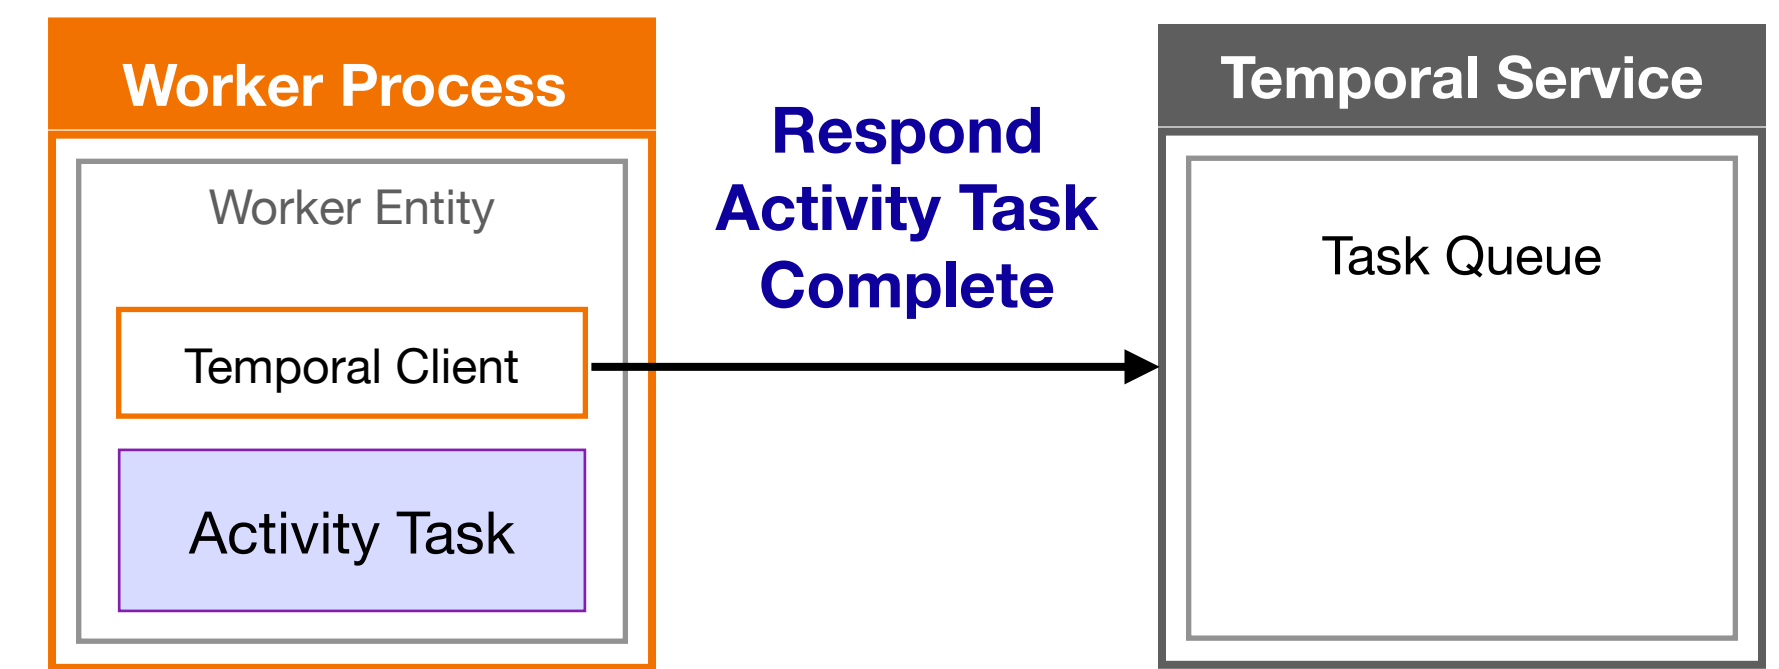 Worker Process
Worker Entity
Temporal Client
Activity Task
Respond
Activity Task
Complete
Temporal Service
Task Queue